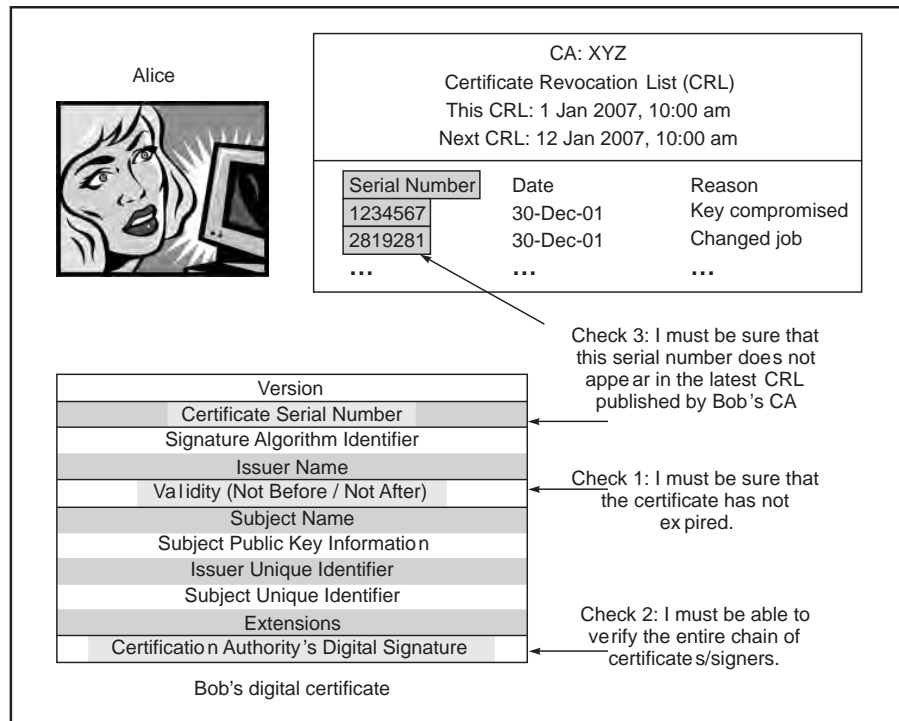 Alice
CA: XYZ
Certificate Revocation List (CRL)
This CRL: 1 Jan 2007, 10:00 am
Next CRL: 12 Jan 2007, 10:00 am
Serial Number Date Reason
1234567 30-Dec-01 Key compromised
2819281 30-Dec-01 Changed job
... ... ...
Check 3: I must be sure that
this serial number does not
appear in the latest CRL
published by Bob's CA
Version
Certificate Serial Number
Signature Algorithm Identifier
Issuer Name
Validity (Not Before / Not After)
Subject Name
Subject Public Key Information
Issuer Unique Identifier
Subject Unique Identifier
Extensions
Certification Authority's Digital Signature
Check 1: I must be sure that
the certificate has not
expired.
Check 2: I must be able to
verify the entire chain of
certificates/signers.
Bob's digital certificate